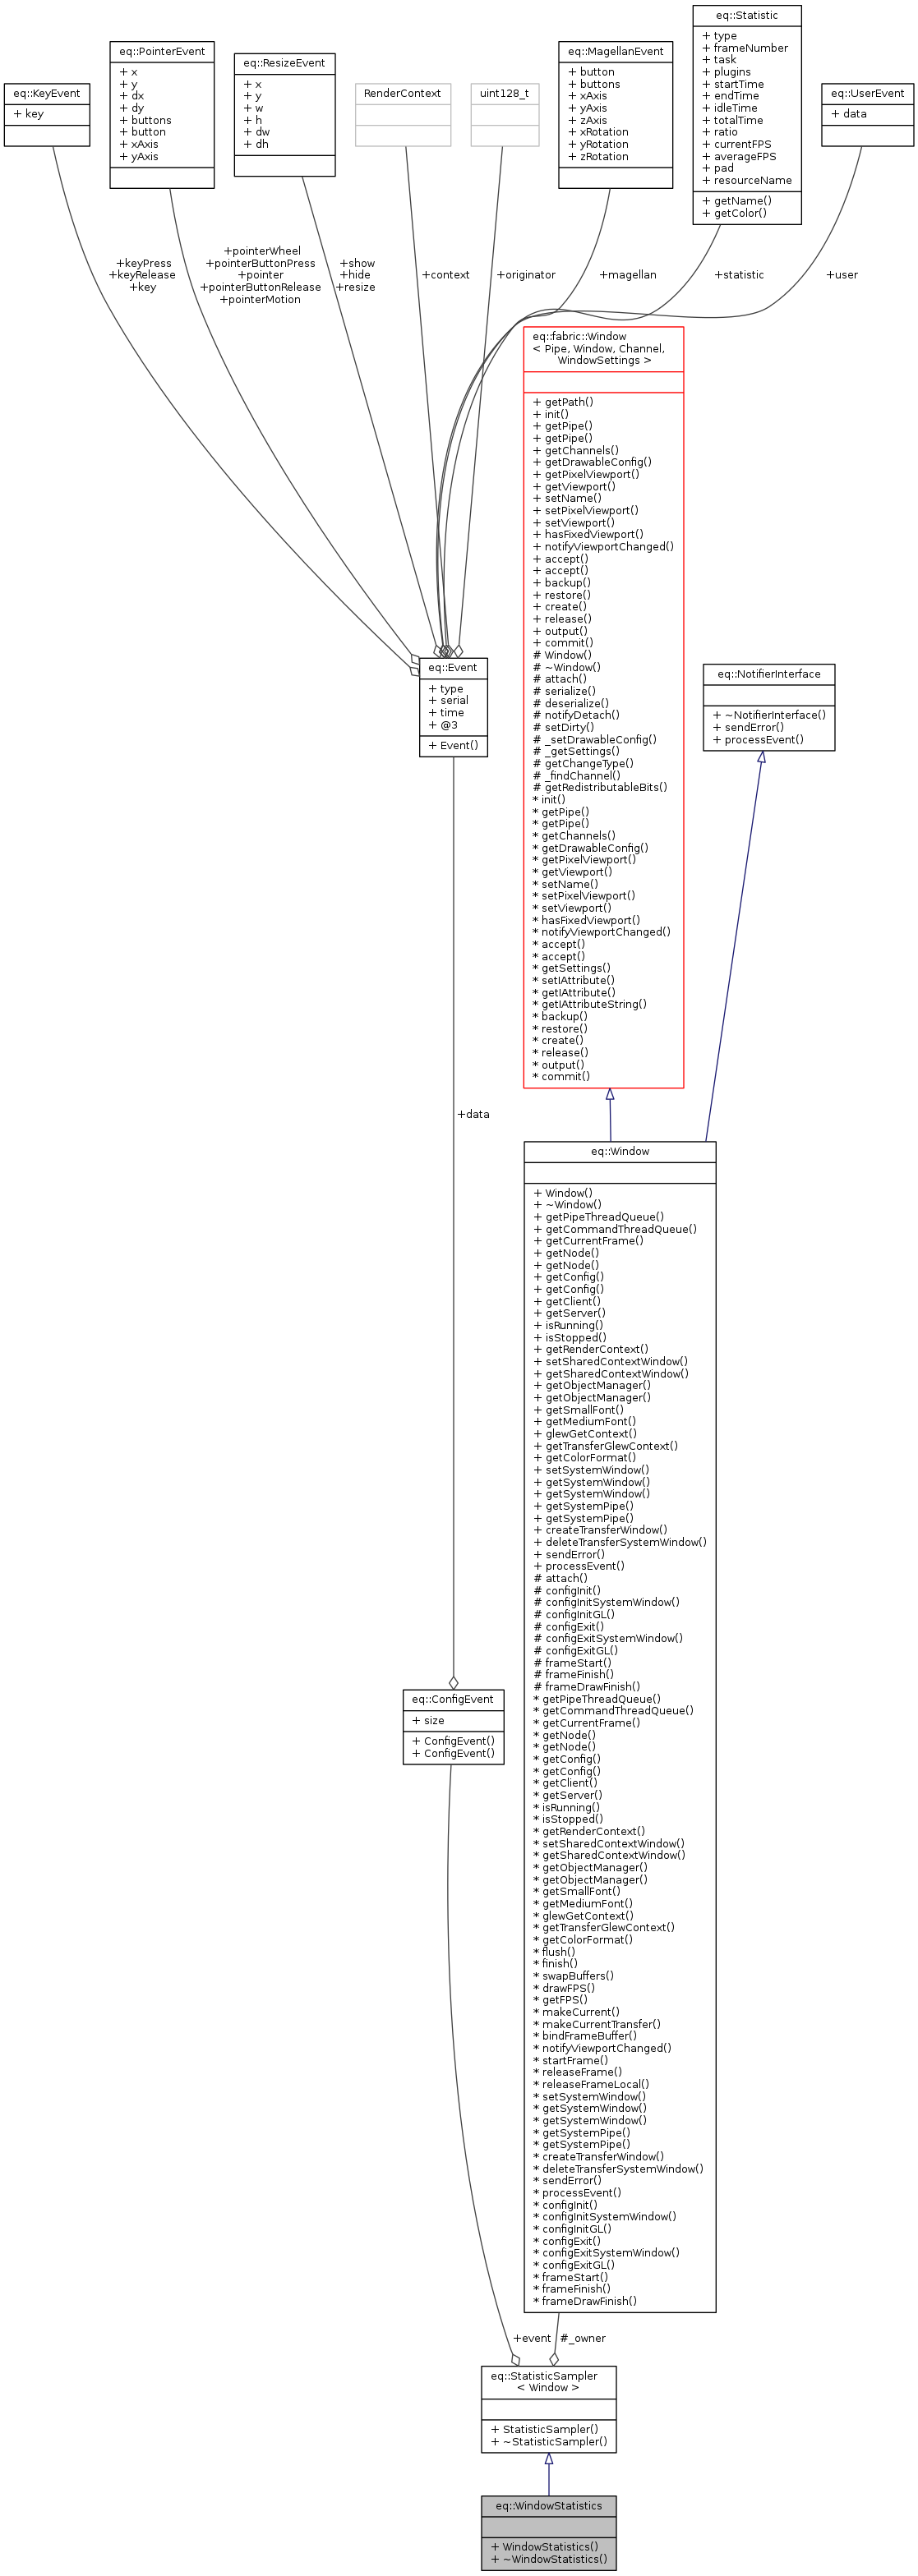 eq::Statistic
+ type
+ frameNumber
+ task
+ plugins
+ startTime
+ endTime
+ idleTime
+ totalTime
+ ratio
+ currentFPS
+ averageFPS
+ pad
+ resourceName
+ getName()
+ getColor()
eq::PointerEvent
+ x
+ y
+ dx
+ dy
+ buttons
+ button
+ xAxis
+ yAxis
eq::MagellanEvent
+ button
+ buttons
+ xAxis
+ yAxis
+ zAxis
+ xRotation
+ yRotation
+ zRotation
eq::ResizeEvent
+ x
+ y
+ w
+ h
+ dw
+ dh
eq::KeyEvent
+ key
RenderContext
uint128_t
eq::UserEvent
+ data
+keyPress
+keyRelease
+key
+pointerWheel
+pointerButtonPress
+pointer
+pointerButtonRelease
+pointerMotion
+show
+hide
+resize
+context
+originator
+magellan
+statistic
+user
eq::fabric::Window
< Pipe, Window, Channel,
WindowSettings >
+ getPath()
+ init()
+ getPipe()
+ getPipe()
+ getChannels()
+ getDrawableConfig()
+ getPixelViewport()
+ getViewport()
+ setName()
+ setPixelViewport()
+ setViewport()
+ hasFixedViewport()
+ notifyViewportChanged()
+ accept()
+ accept()
+ backup()
+ restore()
+ create()
+ release()
+ output()
+ commit()
# Window()
# ~Window()
# attach()
# serialize()
# deserialize()
# notifyDetach()
# setDirty()
# _setDrawableConfig()
# _getSettings()
# getChangeType()
# _findChannel()
# getRedistributableBits()
* init()
* getPipe()
* getPipe()
* getChannels()
* getDrawableConfig()
* getPixelViewport()
* getViewport()
* setName()
* setPixelViewport()
* setViewport()
* hasFixedViewport()
* notifyViewportChanged()
* accept()
* accept()
* getSettings()
* setIAttribute()
* getIAttribute()
* getIAttributeString()
* backup()
* restore()
* create()
* release()
* output()
* commit()
eq::Event
+ type
+ serial
+ time
+ @3
+ Event()
eq::NotifierInterface
+ ~NotifierInterface()
+ sendError()
+ processEvent()
+data
eq::Window
+ Window()
+ ~Window()
+ getPipeThreadQueue()
+ getCommandThreadQueue()
+ getCurrentFrame()
+ getNode()
+ getNode()
+ getConfig()
+ getConfig()
+ getClient()
+ getServer()
+ isRunning()
+ isStopped()
+ getRenderContext()
+ setSharedContextWindow()
+ getSharedContextWindow()
+ getObjectManager()
+ getObjectManager()
+ getSmallFont()
+ getMediumFont()
+ glewGetContext()
+ getTransferGlewContext()
+ getColorFormat()
+ setSystemWindow()
+ getSystemWindow()
+ getSystemWindow()
+ getSystemPipe()
+ getSystemPipe()
+ createTransferWindow()
+ deleteTransferSystemWindow()
+ sendError()
+ processEvent()
# attach()
# configInit()
# configInitSystemWindow()
# configInitGL()
# configExit()
# configExitSystemWindow()
# configExitGL()
# frameStart()
# frameFinish()
# frameDrawFinish()
* getPipeThreadQueue()
* getCommandThreadQueue()
* getCurrentFrame()
* getNode()
* getNode()
* getConfig()
* getConfig()
* getClient()
* getServer()
* isRunning()
* isStopped()
* getRenderContext()
* setSharedContextWindow()
* getSharedContextWindow()
* getObjectManager()
* getObjectManager()
* getSmallFont()
* getMediumFont()
* glewGetContext()
* getTransferGlewContext()
* getColorFormat()
* flush()
* finish()
* swapBuffers()
* drawFPS()
* getFPS()
* makeCurrent()
* makeCurrentTransfer()
* bindFrameBuffer()
* notifyViewportChanged()
* startFrame()
* releaseFrame()
* releaseFrameLocal()
* setSystemWindow()
* getSystemWindow()
* getSystemWindow()
* getSystemPipe()
* getSystemPipe()
* createTransferWindow()
* deleteTransferSystemWindow()
* sendError()
* processEvent()
* configInit()
* configInitSystemWindow()
* configInitGL()
* configExit()
* configExitSystemWindow()
* configExitGL()
* frameStart()
* frameFinish()
* frameDrawFinish()
eq::ConfigEvent
+ size
+ ConfigEvent()
+ ConfigEvent()
+event
#_owner
eq::StatisticSampler
< Window >
+ StatisticSampler()
+ ~StatisticSampler()
eq::WindowStatistics
+ WindowStatistics()
+ ~WindowStatistics()